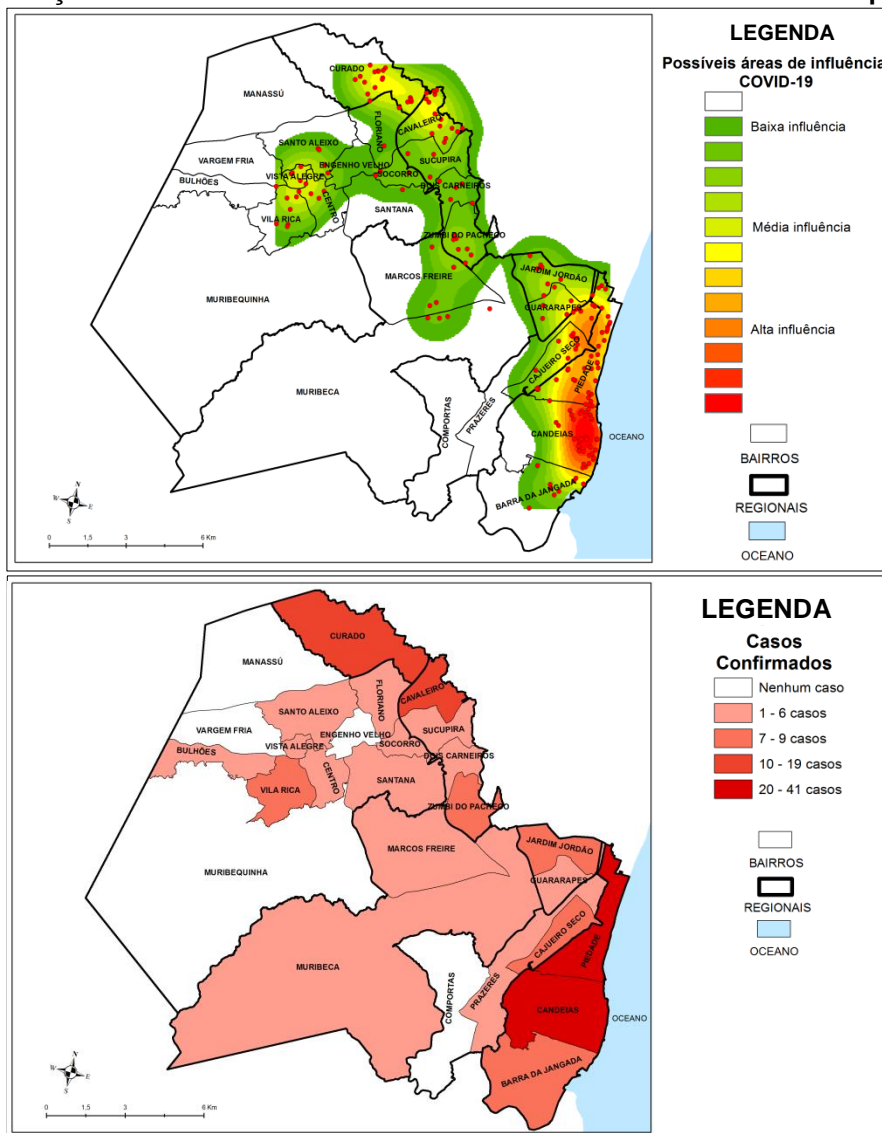 LEGENDA
Possíveis áreas de influência
COVID-19
Baixa influência
Média influência
Alta influência
BAIRROS
REGIONAIS
OCEANO
CURADO
MANASSÚ
FLORIANO
CAVALEIRO
SANTO ALEIXO
VARGEM FRIA
ENGENHO VELHO
SUCUPIRA
VISTA ALEGRE
SOCORRO
BULHÕES
DOIS CARNEIROS
CENTRO
SANTANA
VILA RICA
ZUMBI DO PACHECO
MARCOS FREIRE
JARDIM JORDÃO
MURIBEQUINHA
GUARARAPES
CAJUEIRO SECO
PIEDADE
MURIBECA
COMPORTAS
PRAZERES
CANDEIAS
OCEANO
BARRA DA JANGADA
N
W
E
S
0
1,5
3
6 Km
LEGENDA
Casos
Confirmados
Nenhum caso
1 - 6 casos
7 - 9 casos
10 - 19 casos
20 - 41 casos
BAIRROS
REGIONAIS
OCEANO
CURADO
MANASSÚ
FLORIANO
CAVALEIRO
SANTO ALEIXO
VARGEM FRIA
ENGENHO VELHO
SUCUPIRA
VISTA ALEGRE
SOCORRO
BULHÕES
DOIS CARNEIROS
CENTRO
SANTANA
VILA RICA
ZUMBI DO PACHECO
MARCOS FREIRE
JARDIM JORDÃO
MURIBEQUINHA
GUARARAPES
CAJUEIRO SECO
PIEDADE
MURIBECA
COMPORTAS
PRAZERES
CANDEIAS
OCEANO
BARRA DA JANGADA
N
W
E
S
0
1,5
3
6 Km